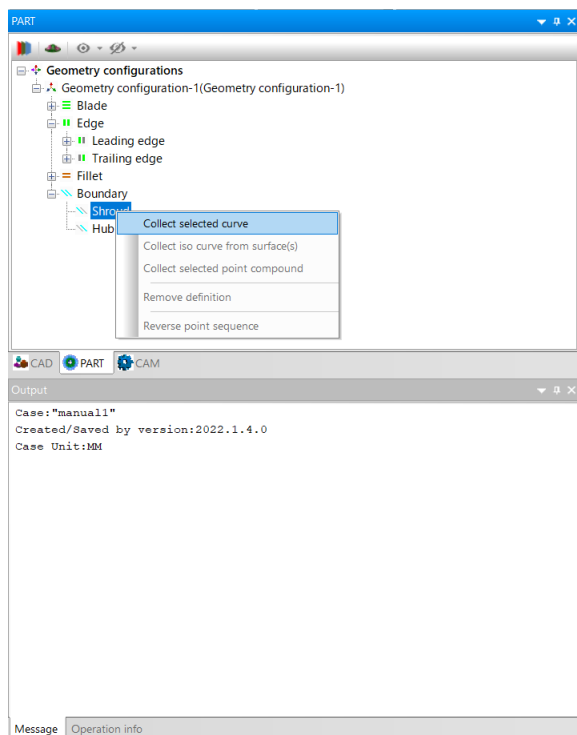 PART
Geometry configurations
Geometry configuration-1(Geometry configuration-1)
Blade
Edge
Leading edge
Trailing edge
Fillet
Boundary
Shroud
Hub
Collect selected curve
Collect iso curve from surface(s)
Collect selected point compound
Remove definition
Reverse point sequence
CAD PART CAM
Output
Case:"manual1"
Created/Saved by version:2022.1.4.0
Case Unit:MM
Message Operation info